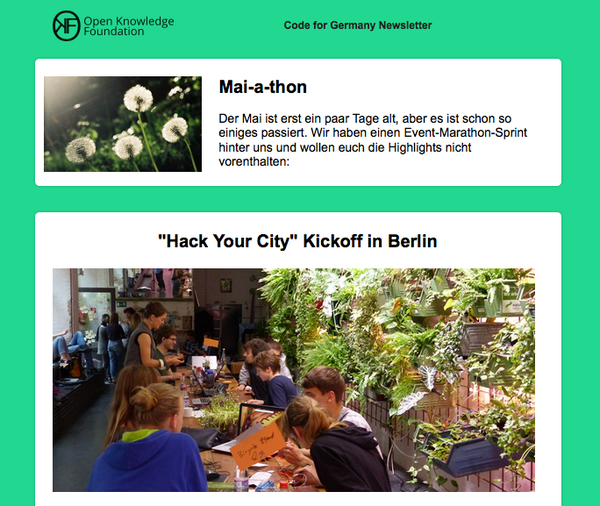 Open Knowledge
Foundation
Code for Germany Newsletter
Mai-a-thon
Der Mai ist erst ein paar Tage alt, aber es ist schon so
einiges passiert. Wir haben einen Event-Marathon-Sprint
hinter uns und wollen euch die Highlights nicht
vorenthalten:
"Hack Your City" Kickoff in Berlin